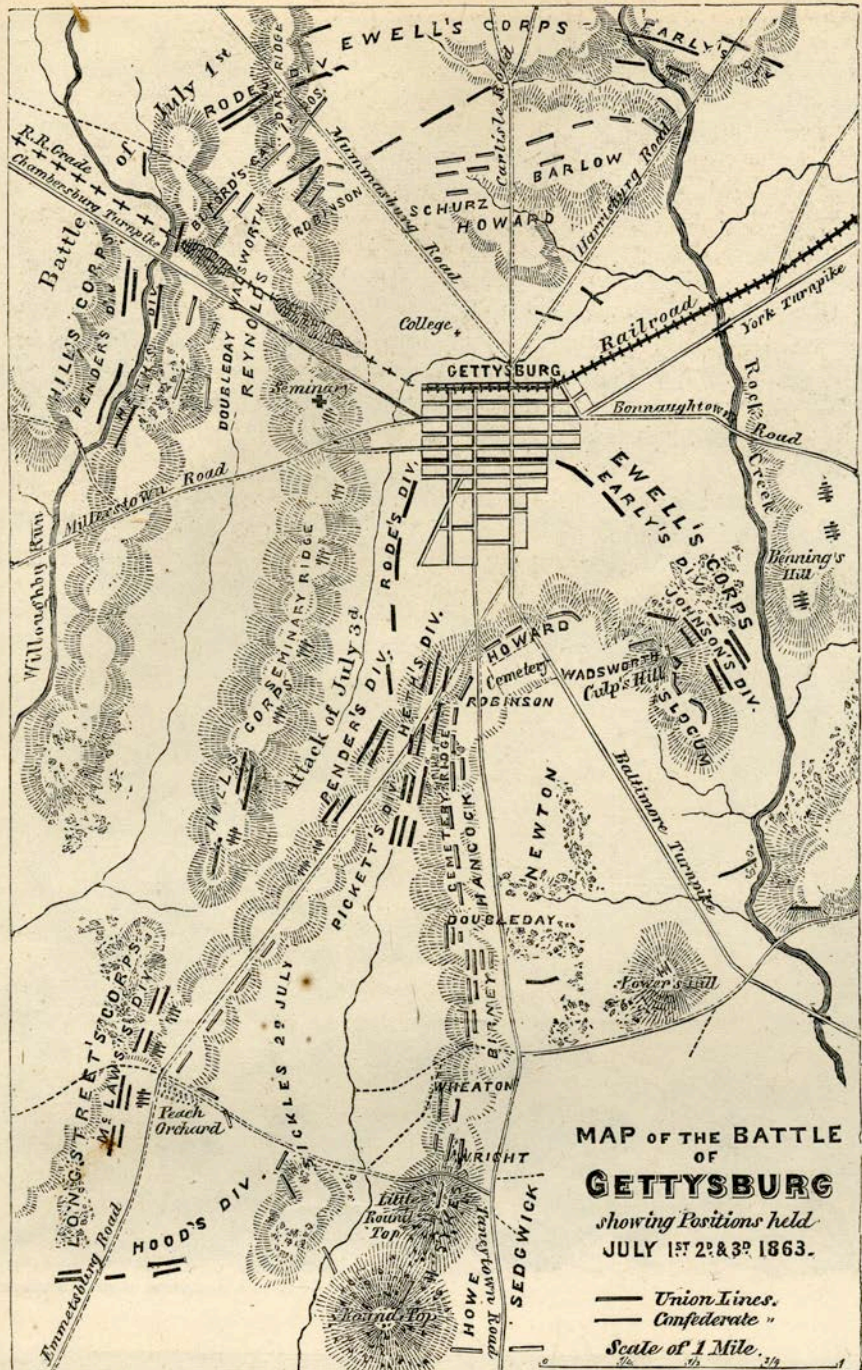 EWELL'S CORPS
EARLY'S DIV.
Battle of July 1st
RODE'S DIV.
R.R. Grade
Chambersburg Turnpike
BUFORD'S CAV.
Mummasburg Road
Carlisle Road
Harrisburg Road
BARLOW
SCHURZ
HOWARD
ROBINSON
WADSWORTH
REYNOLDS
DOUBLEDAY
HILL'S CORPS
PENDER'S DIV.
HETH'S DIV
College
Railroad
York Turnpike
GETTYSBURG
Seminary
Bonnaughtown Road
Rock Creek
Millerstown Road
Willoughby Run
EWELL'S CORPS
EARLY'S DIV.
JOHNSON'S DIV.
Benning's Hill
RODE'S DIV.
SEMINARY RIDGE
HILL'S CORPS
Attack of July 3d
PENDER'S DIV.
HETH'S DIV.
PICKETT'S DIV.
HOWARD
Cemetery
ROBINSON
WADSWORTH
Culp's Hill
SLOCUM
CEMETERY RIDGE
HANCOCK
NEWTON
Baltimore Turnpike
DOUBLEDAY
BIRNEY
Power's Hill
LONGSTREET'S CORPS
McLAWS'S DIV
SICKLES 2D JULY
Peach
Orchard
WHEATON
WRIGHT
HOOD'S DIV.
Little
Round
Top
SYKES
Taneytown Road
SEDGWICK
HOWE
Round Top
Emmetsburg Road
MAP OF THE BATTLE
OF
GETTYSBURG
showing Positions held
JULY 1ST 2D & 3D 1863.
Union Lines.
Confederate "
Scale of 1 Mile.